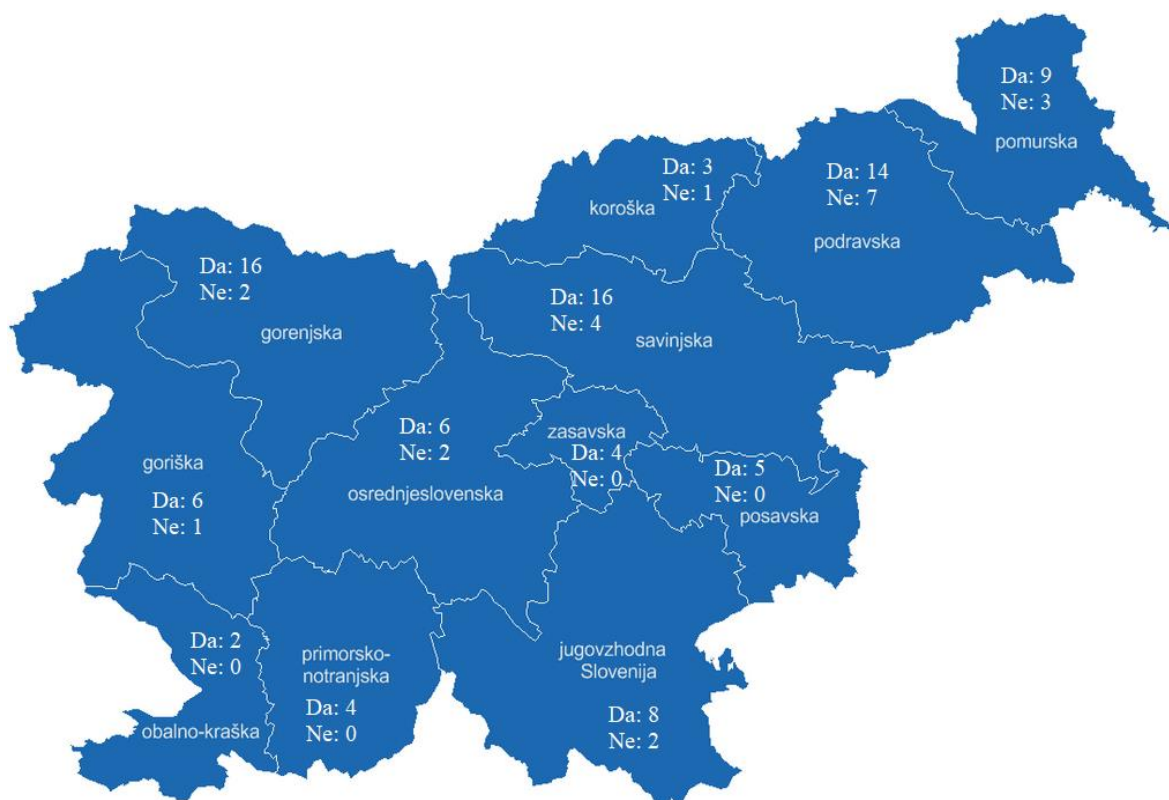 Da: 9
Ne: 3
pomurska
Da: 3
Ne: 1
koroška
Da: 14
Ne: 7
podravska
Da: 16
Ne: 2
gorenjska
Da: 16
Ne: 4
savinjska
Da: 6
Ne: 2
osrednjeslovenska
zasavska
Da: 4
Ne: 0
Da: 5
Ne: 0
posavska
goriška
Da: 6
Ne: 1
Da: 2
Ne: 0
obalno-kraška
primorsko-
notranjska
Da: 4
Ne: 0
jugovzhodna
Slovenija
Da: 8
Ne: 2